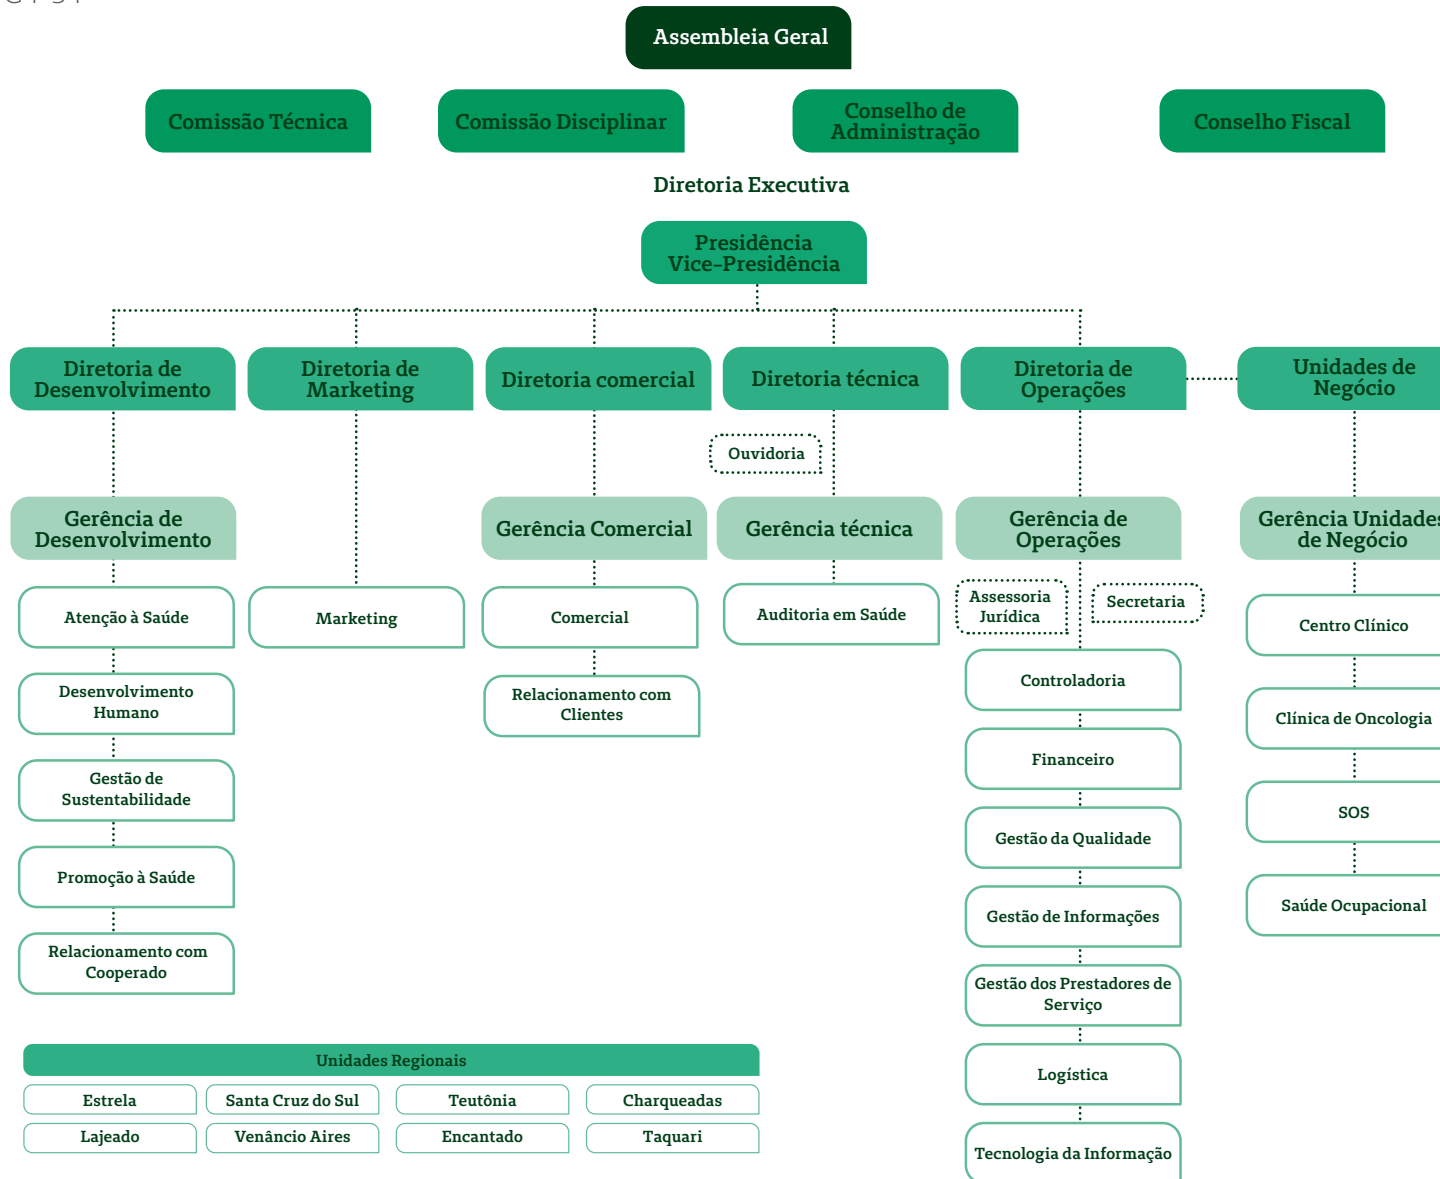 Assembleia Geral
Comissão Técnica
Comissão Disciplinar
Conselho de
Administração
Conselho Fiscal
Diretoria Executiva
Presidência
Vice-Presidência
Diretoria de
Desenvolvimento
Diretoria de
Marketing
Diretoria comercial
Diretoria técnica
Diretoria de
Operações
Unidades de
Negócio
Ouvidoria
Gerência de
Desenvolvimento
Gerência Comercial
Gerência técnica
Gerência de
Operações
Gerência Unidades
de Negócio
Atenção à Saúde
Desenvolvimento
Humano
Gestão de
Sustentabilidade
Promoção à Saúde
Relacionamento com
Cooperado
Marketing
Comercial
Relacionamento com
Clientes
Auditoria em Saúde
Assessoria
Jurídica
Secretaria
Controladoria
Financeiro
Gestão da Qualidade
Gestão de Informações
Gestão dos Prestadores de
Serviço
Logística
Tecnologia da Informação
Centro Clínico
Clínica de Oncologia
SOS
Saúde Ocupacional
Unidades Regionais
Estrela
Santa Cruz do Sul
Teutônia
Charqueadas
Lajeado
Venâncio Aires
Encantado
Taquari